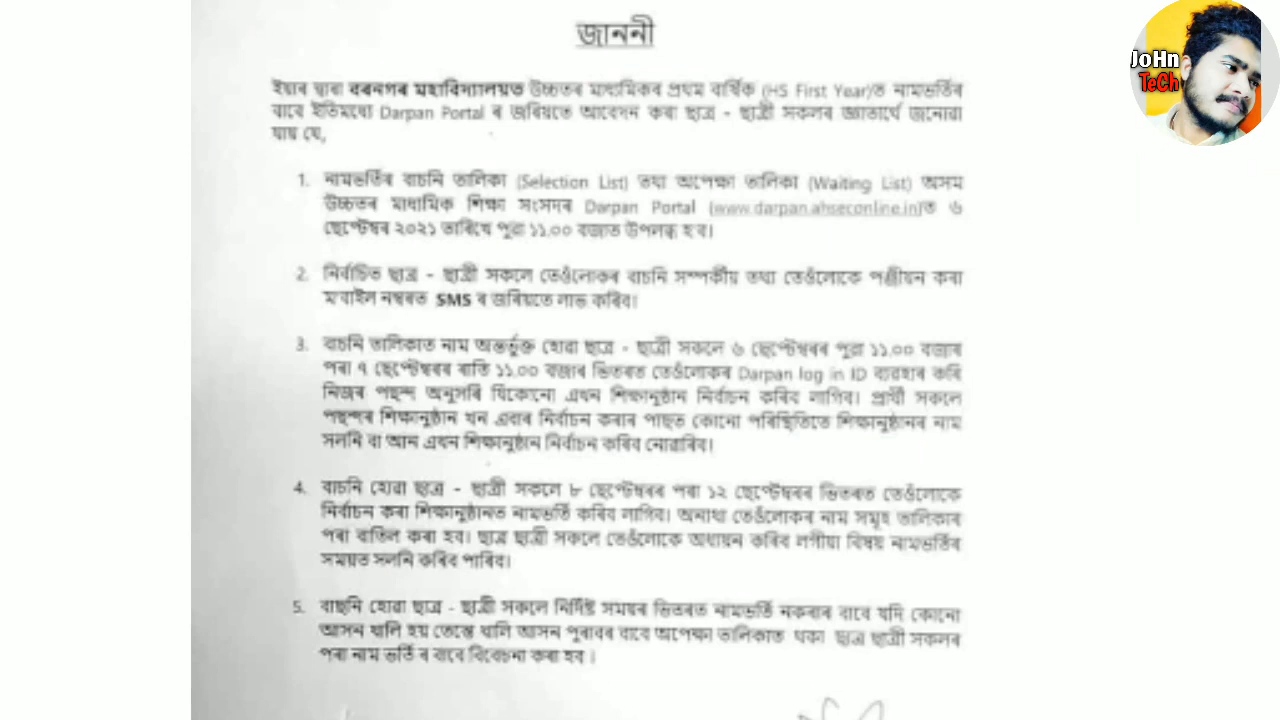 জাননী
JoHn
TeCh
ইয়াৰ দ্বাৰা বৰনগৰ মহাবিদ্যালয়ত উচ্চতৰ মাধ্যমিকৰ প্ৰথম বাৰ্ষিক (HS First Year)ত নামভৰ্তিৰ
বাবে ইতিমধ্যে Darpan Portal ৰ জৰিয়তে আবেদন কৰা ছাত্ৰ - ছাত্ৰী সকলৰ জ্ঞাতাৰ্থে জনোৱা
যায় যে,
1. নামভৰ্তিৰ বাচনি তালিকা (Selection List) তথা অপেক্ষা তালিকা (Waiting List) অসম
উচ্চতৰ মাধ্যমিক শিক্ষা সংসদৰ Darpan Portal (www.darpan.ahseconline.in)ত ৬
ছেপ্টেম্বৰ ২০২১ তাৰিখে পুৱা ১১.০০ বজাত উপলব্ধ হ'ব।
2. নিৰ্বাচিত ছাত্ৰ - ছাত্ৰী সকলে তেওঁলোকৰ বাচনি সম্পৰ্কীয় তথ্য তেওঁলোকে পঞ্জীয়ন কৰা
ম'বাইল নম্বৰত SMS ৰ জৰিয়তে লাভ কৰিব।
3. বাচনি তালিকাত নাম অন্তৰ্ভুক্ত হোৱা ছাত্ৰ - ছাত্ৰী সকলে ৬ ছেপ্টেম্বৰৰ পুৱা ১১.০০ বজাৰ
পৰা ৭ ছেপ্টেম্বৰৰ ৰাতি ১১.০০ বজাৰ ভিতৰত তেওঁলোকৰ Darpan log in ID ব্যৱহাৰ কৰি
নিজৰ পছন্দ অনুসৰি যিকোনো এখন শিক্ষানুষ্ঠান নিৰ্বাচন কৰিব লাগিব। প্ৰাৰ্থী সকলে
পছন্দৰ শিক্ষানুষ্ঠান খন এবাৰ নিৰ্বাচন কৰাৰ পাছত কোনো পৰিস্থিতিতে শিক্ষানুষ্ঠানৰ নাম
সলনি বা আন এখন শিক্ষানুষ্ঠান নিৰ্বাচন কৰিব নোৱাৰিব।
4. বাচনি হোৱা ছাত্ৰ - ছাত্ৰী সকলে ৮ ছেপ্টেম্বৰৰ পৰা ১২ ছেপ্টেম্বৰৰ ভিতৰত তেওঁলোকে
নিৰ্বাচন কৰা শিক্ষানুষ্ঠানত নামভৰ্তি কৰিব লাগিব। অন্যথা তেওঁলোকৰ নাম সমূহ তালিকাৰ
পৰা বাতিল কৰা হব। ছাত্ৰ ছাত্ৰী সকলে তেওঁলোকে অধ্যয়ন কৰিব লগীয়া বিষয় নামভৰ্তিৰ
সময়ত সলনি কৰিব পাৰিব।
5. বাছনি হোৱা ছাত্ৰ - ছাত্ৰী সকলে নিৰ্দিষ্ট সময়ৰ ভিতৰত নামভৰ্তি নকৰাৰ বাবে যদি কোনো
আসন খালি হয় তেন্তে খালি আসন পুৰাবৰ বাবে অপেক্ষা তালিকাত থকা ছাত্ৰ ছাত্ৰী সকলৰ
পৰা নাম ভৰ্তি ৰ বাবে বিবেচনা কৰা হব ।